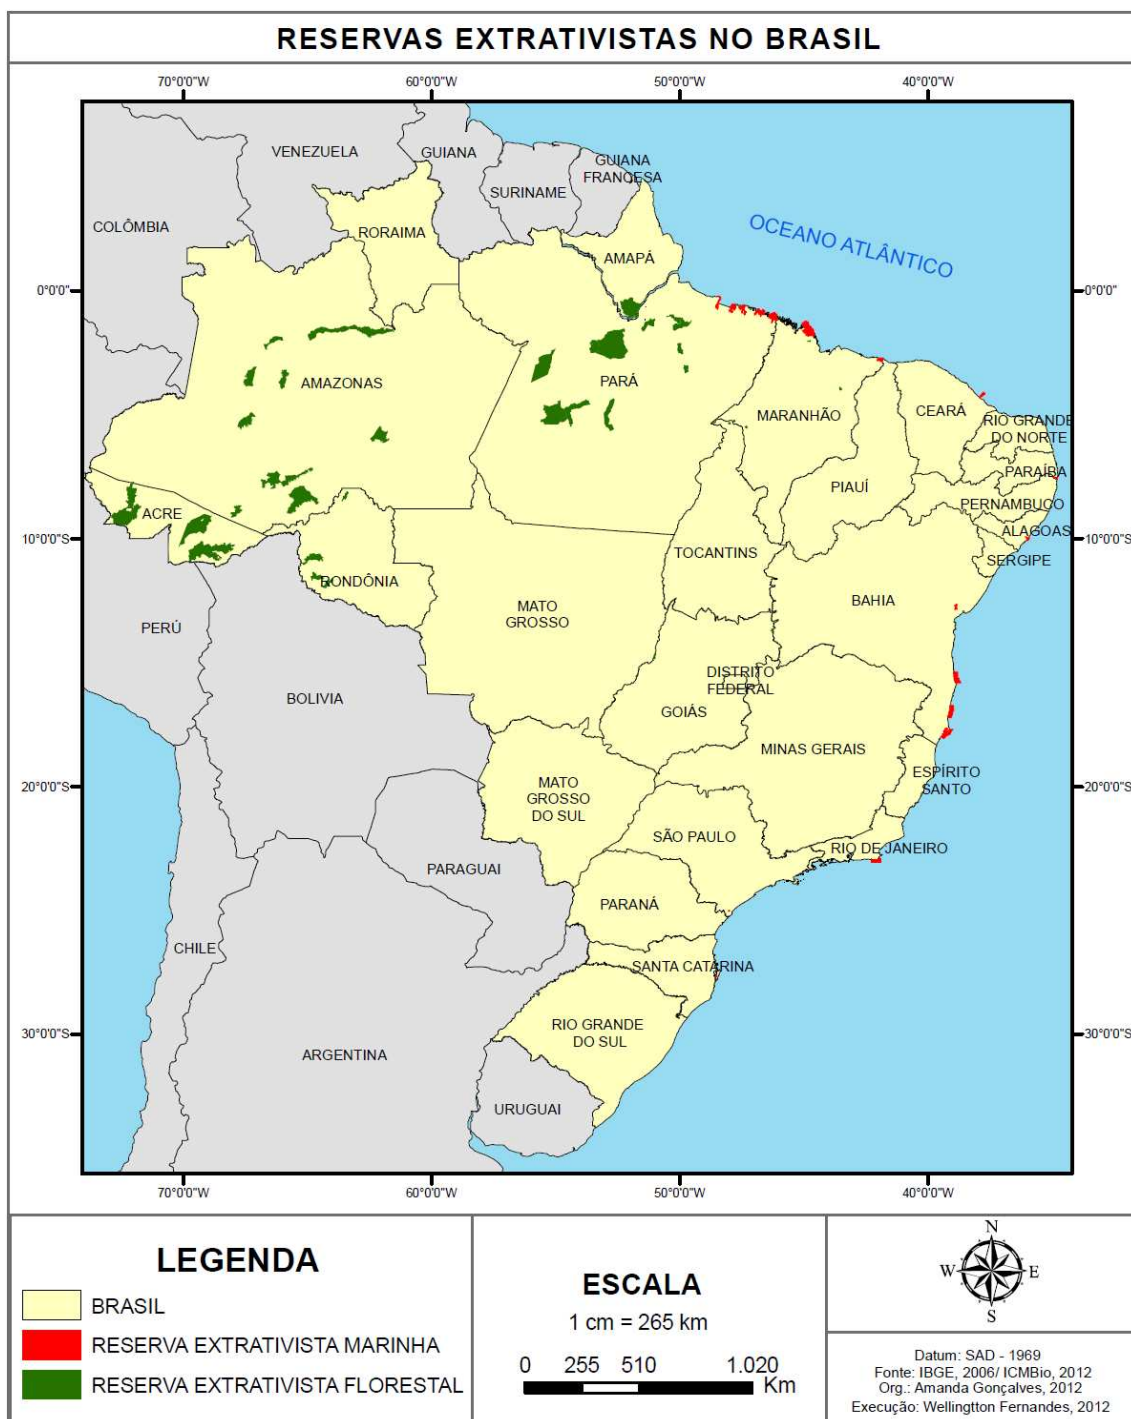 RESERVAS EXTRATIVISTAS NO BRASIL
70°0'0"W
60°0'0"W
50°0'0"W
40°0'0"W
VENEZUELA
GUIANA
GUIANA
FRANCESA
SURINAME
COLÔMBIA
RORAIMA
OCEANO ATLÂNTICO
AMAPÁ
0°0'0"
0°0'0"
AMAZONAS
PARÁ
MARANHÃO
CEARÁ
RIO GRANDE
DO NORTE
PARAÍBA
PIAUÍ
PERNAMBUCO
ACRE
ALAGOAS
10°0'0"S
10°0'0"S
TOCANTINS
SERGIPE
RONDÔNIA
BAHIA
MATO
GROSSO
PERÚ
DISTRITO
FEDERAL
BOLIVIA
GOIÁS
MINAS GERAIS
ESPÍRITO
SANTO
20°0'0"S
20°0'0"S
MATO
GROSSO
DO SUL
SÃO PAULO
RIO DE JANEIRO
PARAGUAI
PARANÁ
CHILE
SANTA CATARINA
RIO GRANDE
DO SUL
30°0'0"S
30°0'0"S
ARGENTINA
URUGUAI
70°0'0"W
60°0'0"W
50°0'0"W
40°0'0"W
LEGENDA
BRASIL
RESERVA EXTRATIVISTA MARINHA
RESERVA EXTRATIVISTA FLORESTAL
ESCALA
1 cm = 265 km
0 255 510 1.020
Km
N
W E
S
Datum: SAD - 1969
Fonte: IBGE, 2006/ ICMBio, 2012
Org.: Amanda Gonçalves, 2012
Execução: Wellingtton Fernandes, 2012